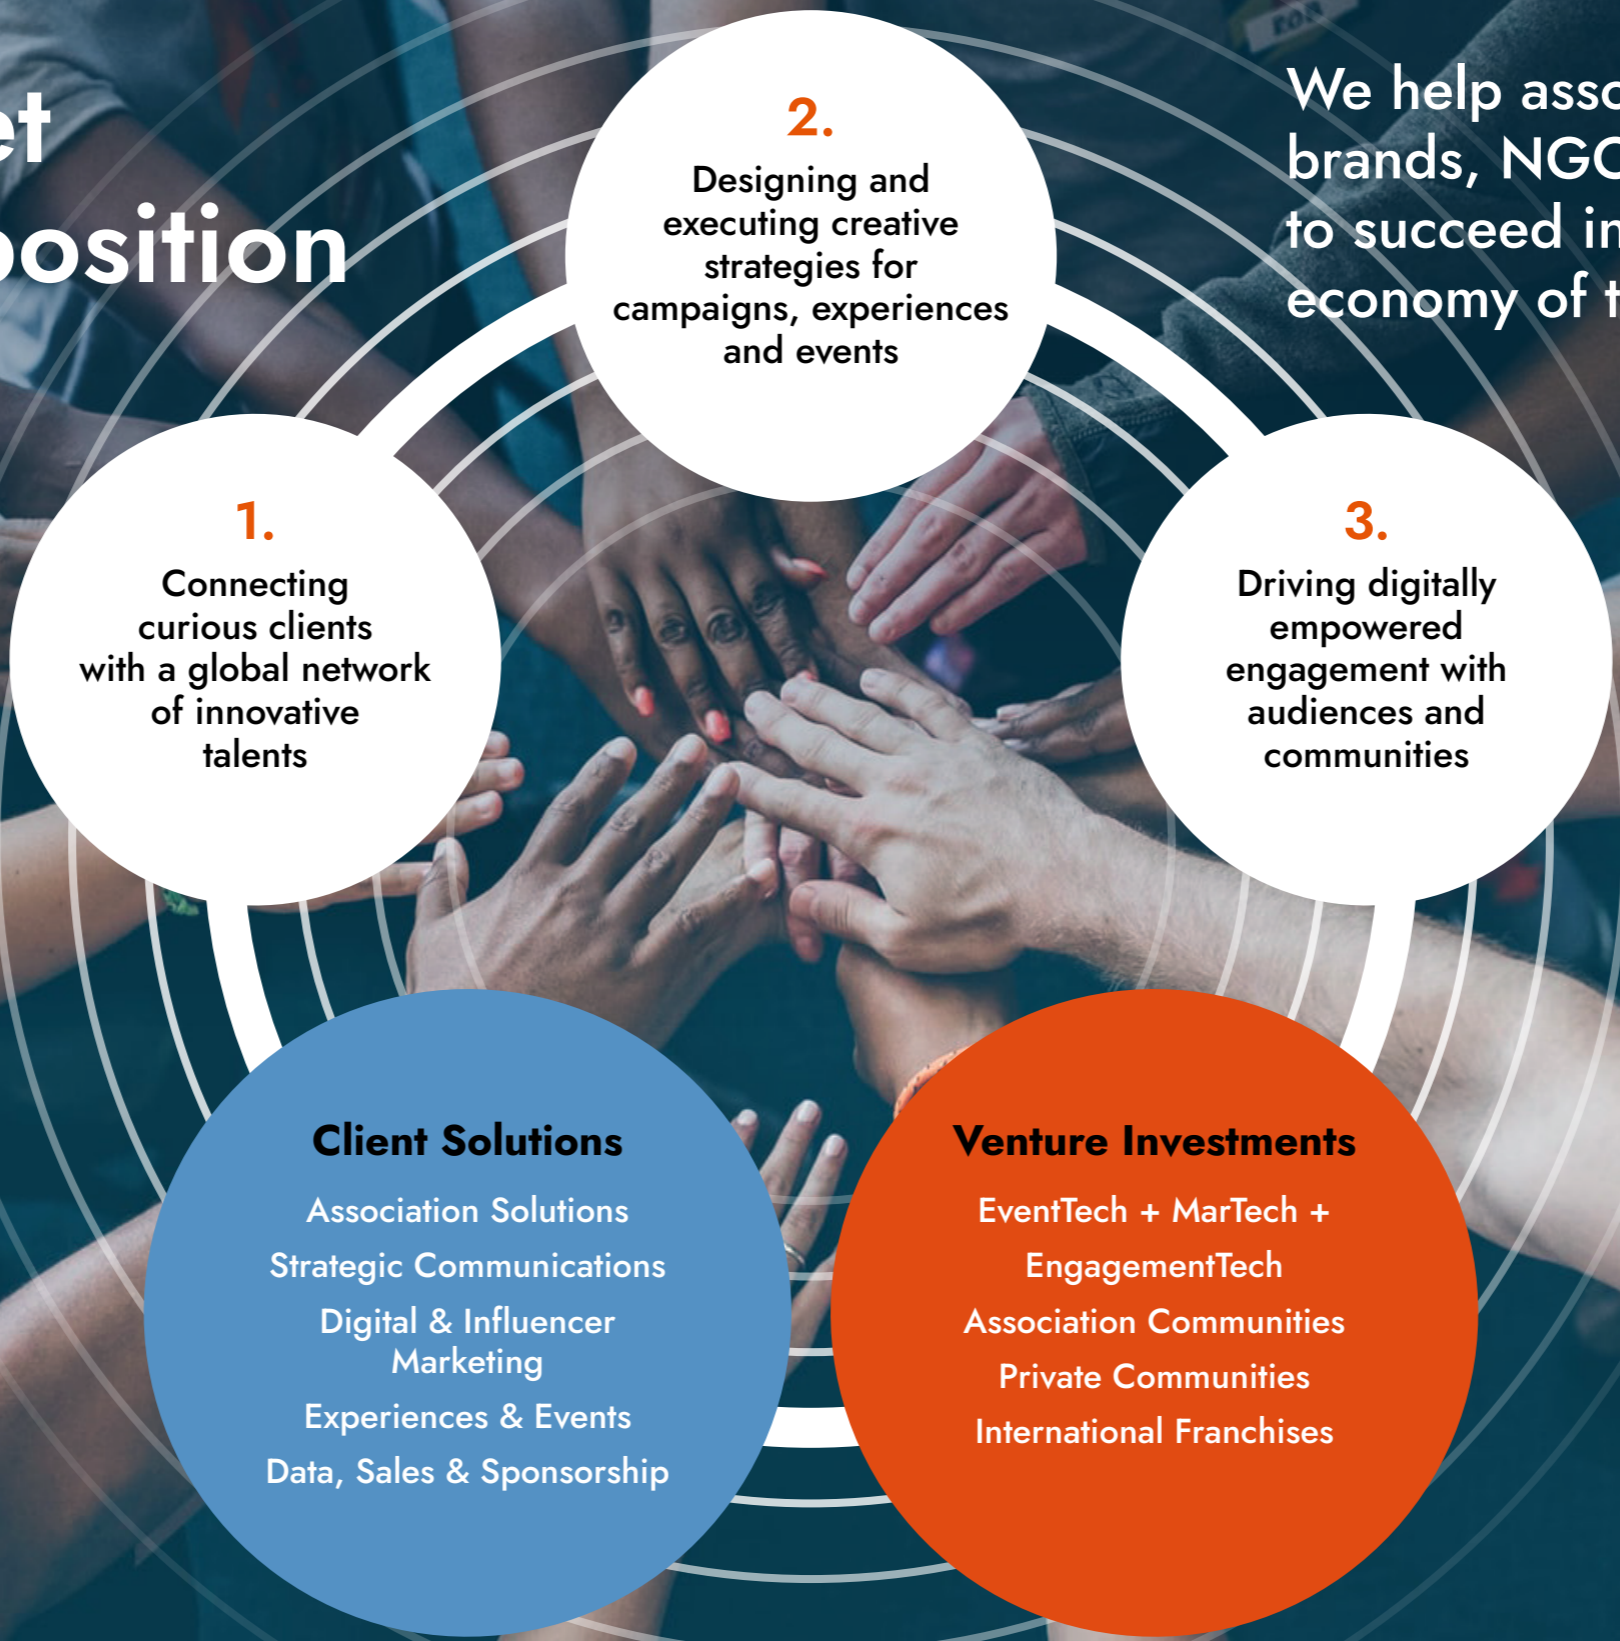 et
position
We help asso
brands, NGO
to succeed in
economy of t
2.
Designing and
executing creative
strategies for
campaigns, experiences
and events
1.
Connecting
curious clients
with a global network
of innovative
talents
3.
Driving digitally
empowered
engagement with
audiences and
communities
Client Solutions
Association Solutions
Strategic Communications
Digital & Influencer
Marketing
Experiences & Events
Data, Sales & Sponsorship
Venture Investments
EventTech + MarTech +
EngagementTech
Association Communities
Private Communities
International Franchises